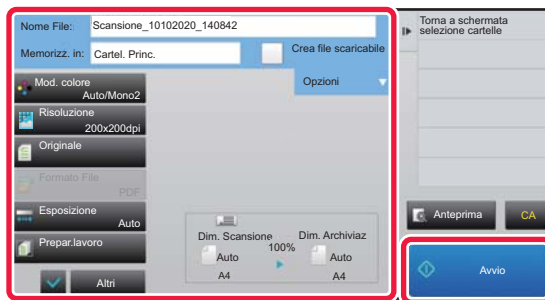 Nome File:
Scansione_10102020_140842
Memorizz. in:
Cartel. Princ.
Crea file scaricabile
Opzioni
Mod. colore
Auto/Mono2
Risoluzione
200x200dpi
Originale
Formato File
PDF
Esposizione
Auto
Prepar.lavoro
Altri
Dim. Scansione
100%
Dim. Archiviaz
Auto
Auto
A4
A4
Torna a schermata
selezione cartelle
Anteprima
CA
Avvio